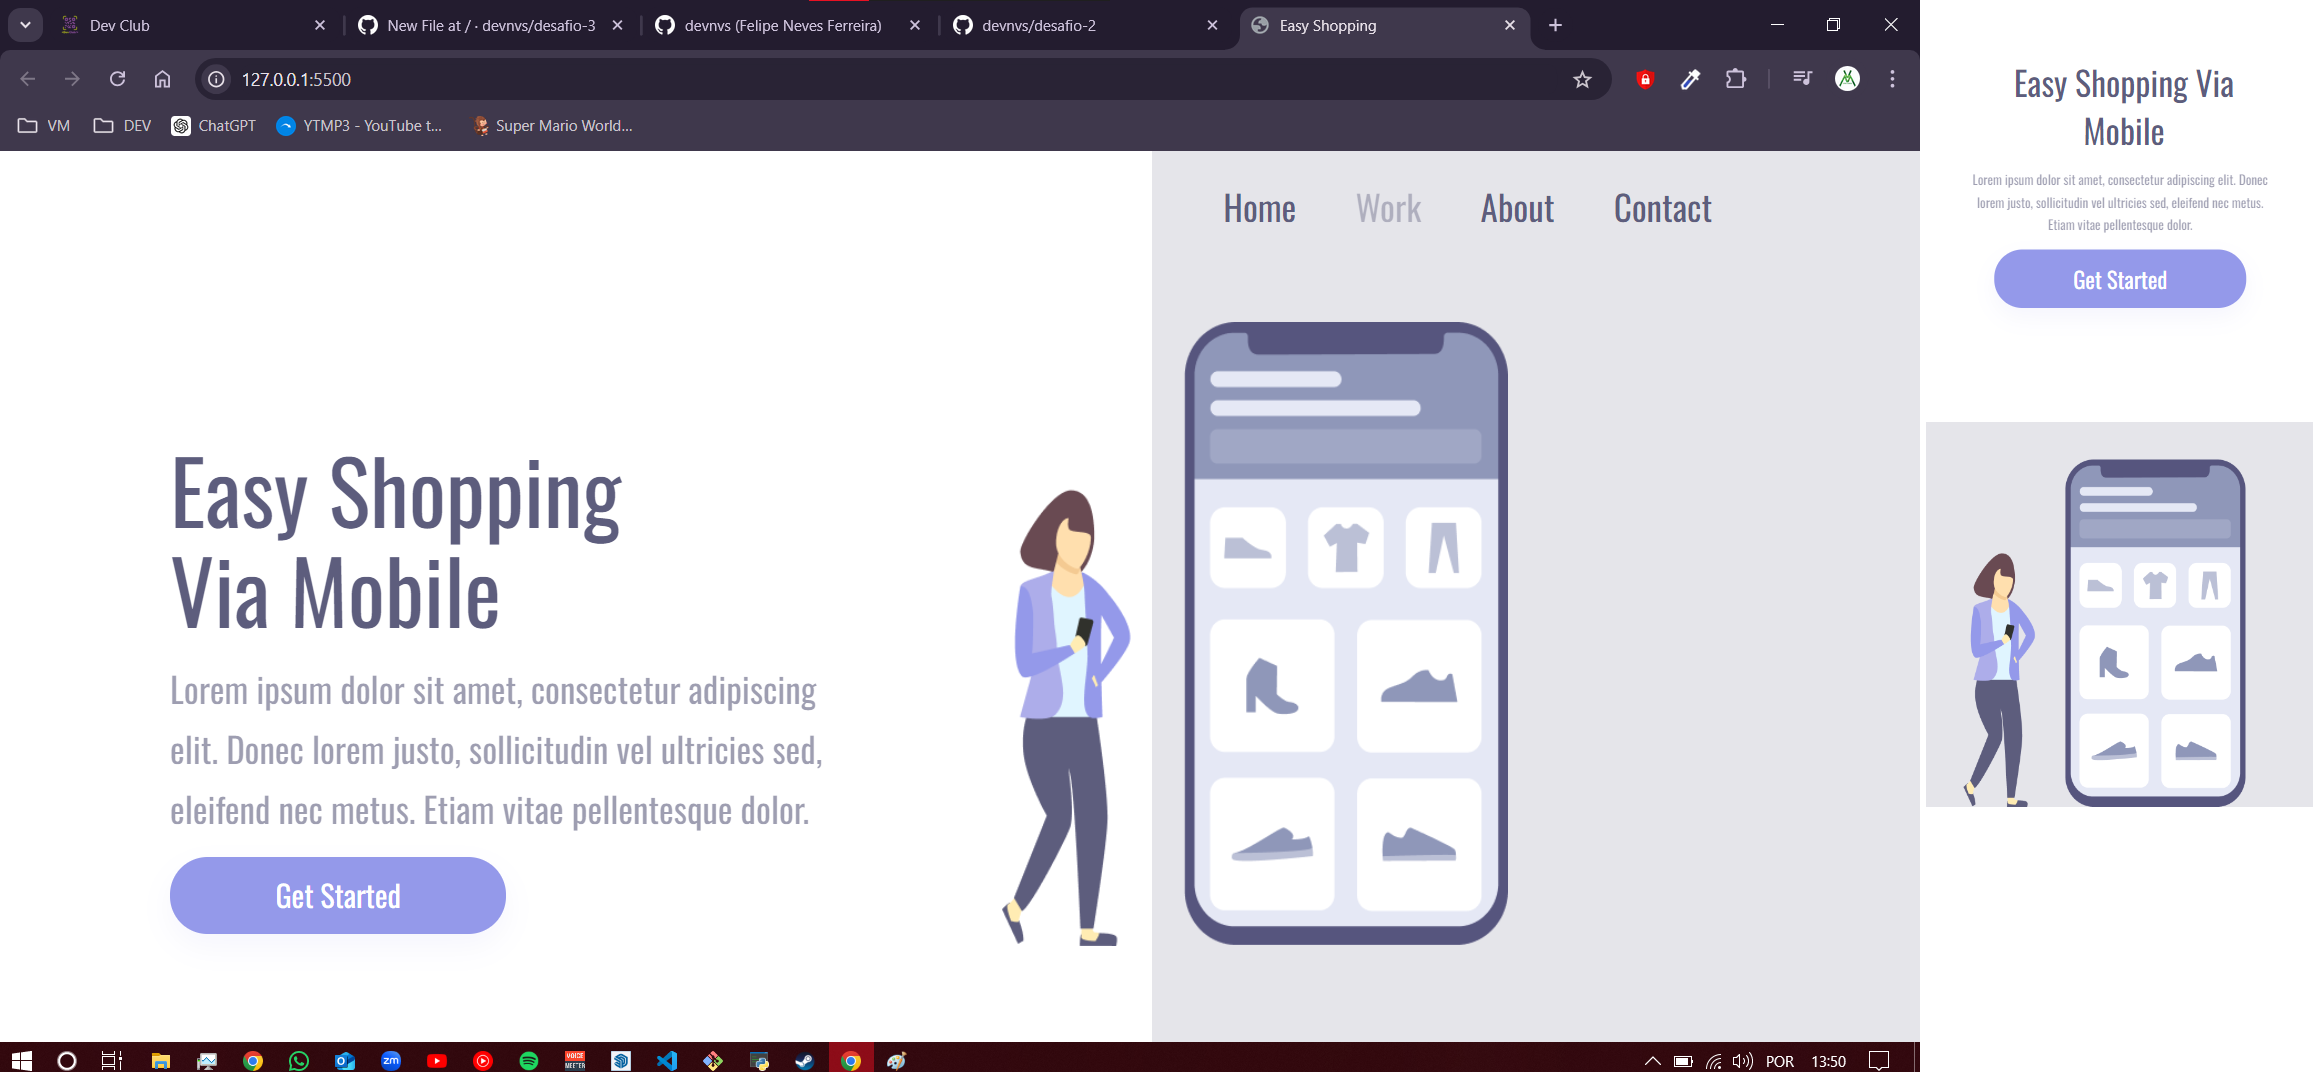 Dev Club
New File at / · devnvs/desafio-3
devnvs (Felipe Neves Ferreira)
devnvs/desafio-2
Easy Shopping
127.0.0.1:5500
VM
DEV
ChatGPT
YTMP3 - YouTube t...
Super Mario World...
Home
Work
About
Contact
Easy Shopping
Via Mobile
Lorem ipsum dolor sit amet, consectetur adipiscing
elit. Donec lorem justo, sollicitudin vel ultricies sed,
eleifend nec metus. Etiam vitae pellentesque dolor.
Get Started
zm
VOICE
MEETER
POR
13:50
Easy Shopping Via
Mobile
Lorem ipsum dolor sit amet, consectetur adipiscing elit. Donec
lorem justo, sollicitudin vel ultricies sed, eleifend nec metus.
Etiam vitae pellentesque dolor.
Get Started